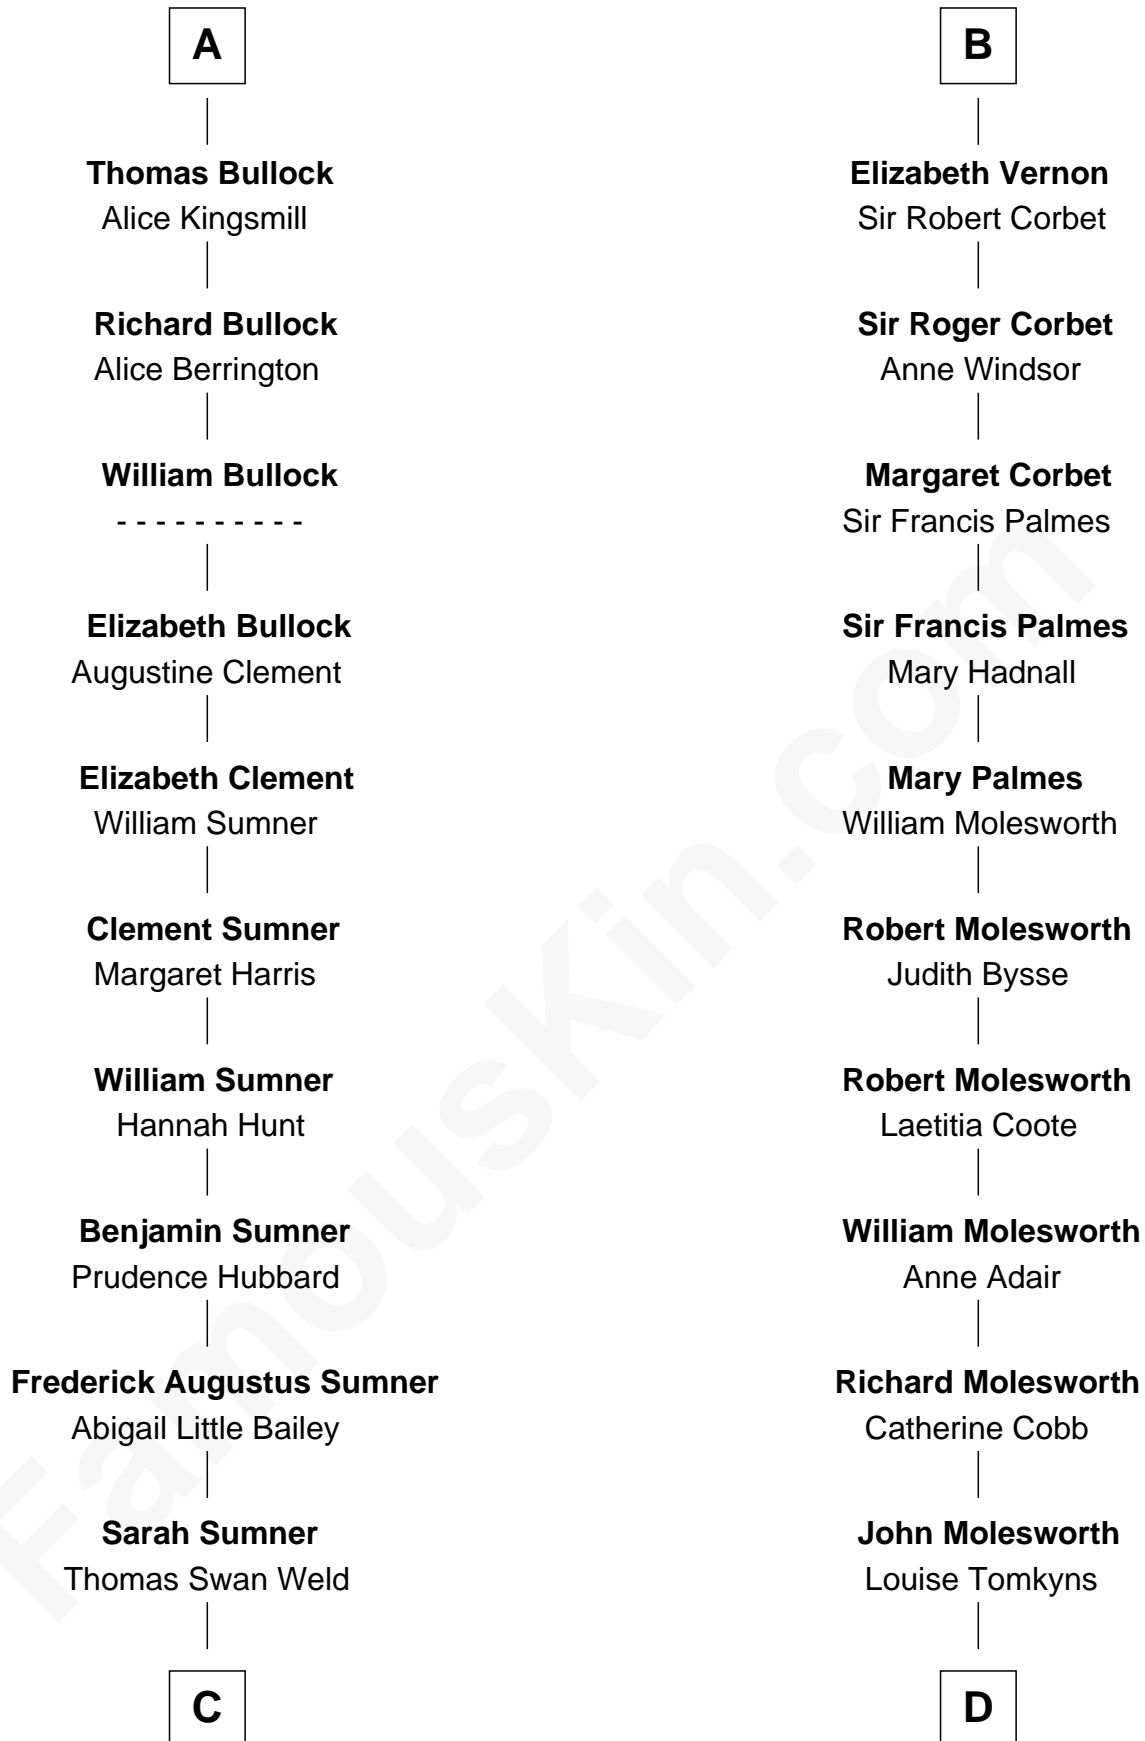 A
Thomas Bullock
Alice Kingsmill
Richard Bullock
Alice Berrington
William Bullock
- - - - - - - - - -
Elizabeth Bullock
Augustine Clement
Elizabeth Clement
William Sumner
Clement Sumner
Margaret Harris
William Sumner
Hannah Hunt
Benjamin Sumner
Prudence Hubbard
Frederick Augustus Sumner
Abigail Little Bailey
Sarah Sumner
Thomas Swan Weld
C
B
Elizabeth Vernon
Sir Robert Corbet
Sir Roger Corbet
Anne Windsor
Margaret Corbet
Sir Francis Palmes
Sir Francis Palmes
Mary Hadnall
Mary Palmes
William Molesworth
Robert Molesworth
Judith Bysse
Robert Molesworth
Laetitia Coote
William Molesworth
Anne Adair
Richard Molesworth
Catherine Cobb
John Molesworth
Louise Tomkyns
D
FamousKin.com